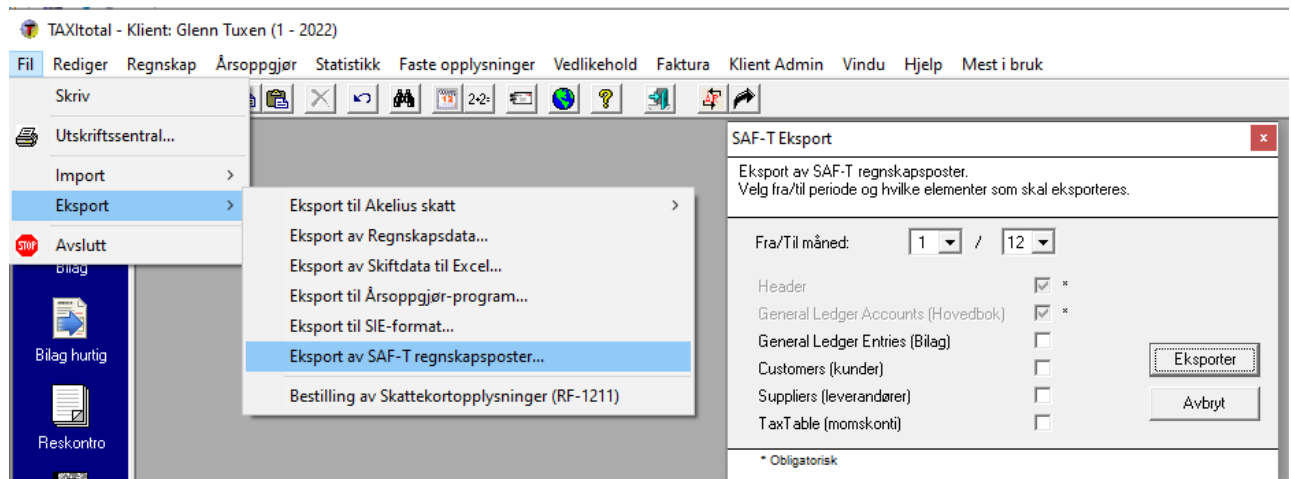 TAXItotal - Klient: Glenn Tuxen (1 - 2022)
Fil Rediger Regnskap Årsoppgjør Statistikk Faste opplysninger Vedlikehold Faktura Klient Admin Vindu Hjelp Mest i bruk
Skriv
Utskriftssentral...
Import >
Eksport >
STOP Avslutt
Bilag
Bilag hurtig
Reskontro
Eksport til Akelius skatt >
Eksport av Regnskapsdata...
Eksport av Skiftdata til Excel...
Eksport til Årsoppgjør-program...
Eksport til SIE-format...
Eksport av SAF-T regnskapsposter...
Bestilling av Skattekortopplysninger (RF-1211)
SAF-T Eksport
Eksport av SAF-T regnskapsposter.
Velg fra/til periode og hvilke elementer som skal eksporteres.
Fra/Til måned: 1 / 12
Header *
General Ledger Accounts (Hovedbok) *
General Ledger Entries (Bilag)
Customers (kunder)
Suppliers (leverandører)
TaxTable (momskonti)
Eksporter
Avbryt
* Obligatorisk